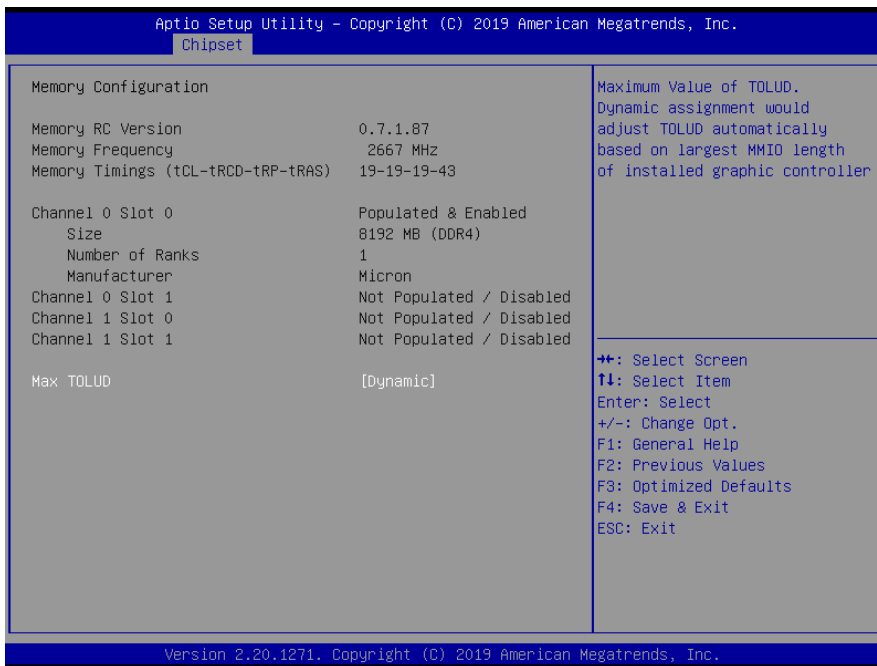 Aptio Setup Utility – Copyright (C) 2019 American Megatrends, Inc.
Chipset
Memory Configuration
Memory RC Version 0.7.1.87
Memory Frequency 2667 MHz
Memory Timings (tCL-tRCD-tRP-tRAS) 19-19-19-43
Channel 0 Slot 0 Populated & Enabled
Size 8192 MB (DDR4)
Number of Ranks 1
Manufacturer Micron
Channel 0 Slot 1 Not Populated / Disabled
Channel 1 Slot 0 Not Populated / Disabled
Channel 1 Slot 1 Not Populated / Disabled
Max TOLUD [Dynamic]
Maximum Value of TOLUD.
Dynamic assignment would
adjust TOLUD automatically
based on largest MMIO length
of installed graphic controller
→←: Select Screen
↑↓: Select Item
Enter: Select
+/-: Change Opt.
F1: General Help
F2: Previous Values
F3: Optimized Defaults
F4: Save & Exit
ESC: Exit
Version 2.20.1271. Copyright (C) 2019 American Megatrends, Inc.